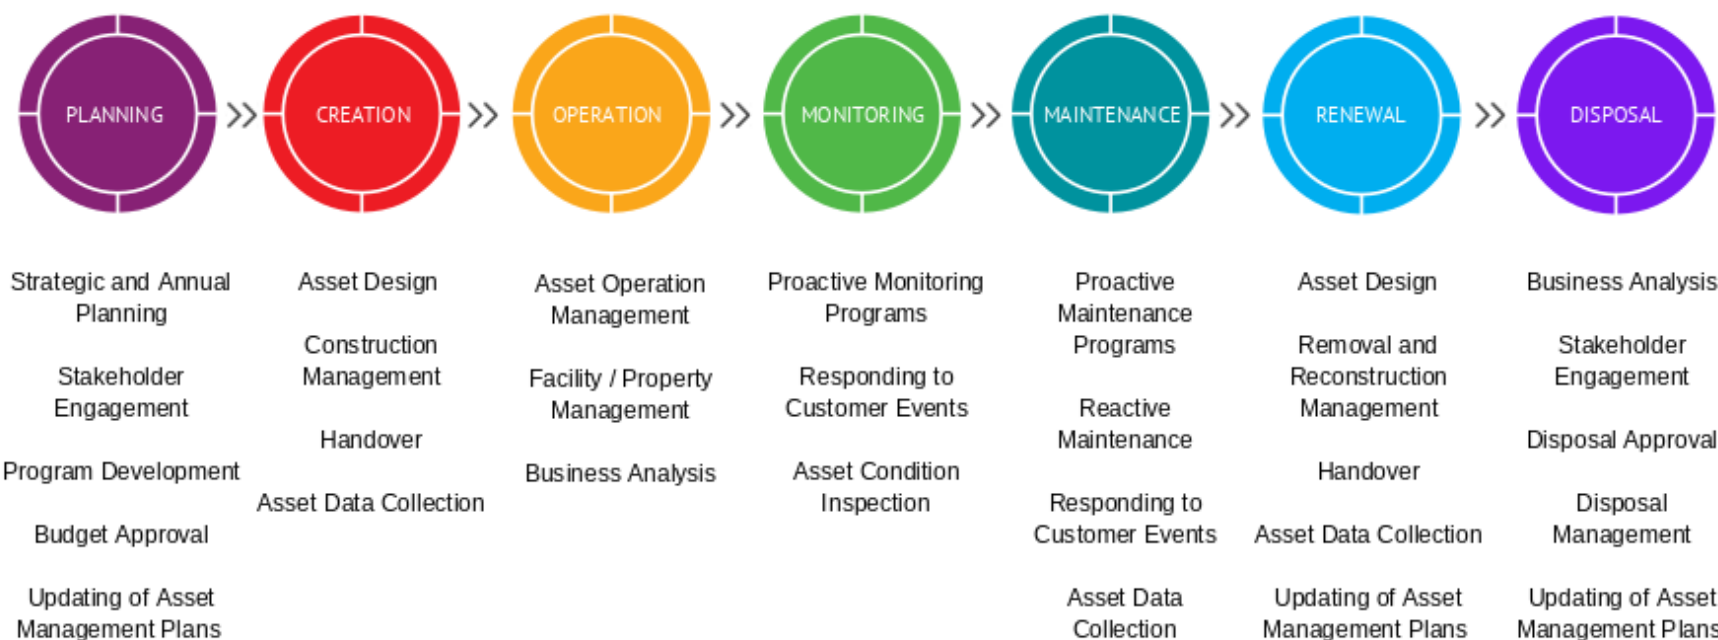 PLANNING
CREATION
OPERATION
MONITORING
MAINTENANCE
RENEWAL
DISPOSAL
Strategic and Annual
Planning
Stakeholder
Engagement
Program Development
Budget Approval
Updating of Asset
Management Plans
Asset Design
Construction
Management
Handover
Asset Data Collection
Asset Operation
Management
Facility / Property
Management
Business Analysis
Proactive Monitoring
Programs
Responding to
Customer Events
Asset Condition
Inspection
Proactive
Maintenance
Programs
Reactive
Maintenance
Responding to
Customer Events
Asset Data
Collection
Asset Design
Removal and
Reconstruction
Management
Handover
Asset Data Collection
Updating of Asset
Management Plans
Business Analysis
Stakeholder
Engagement
Disposal Approval
Disposal
Management
Updating of Asset
Management Plans